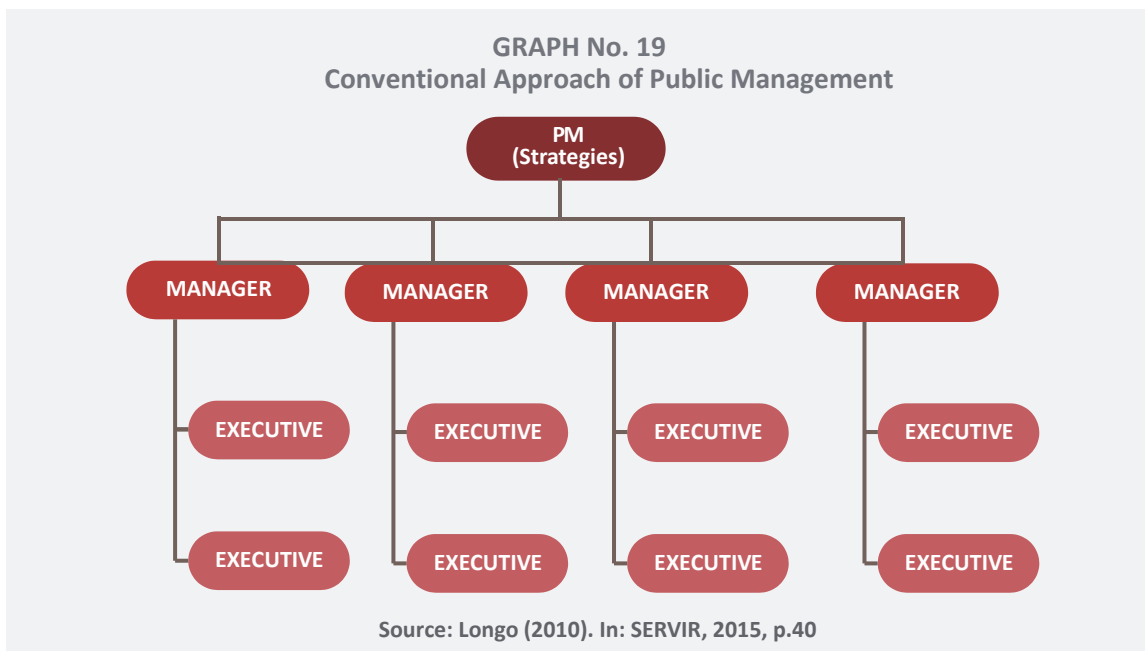 GRAPH No. 19
Conventional Approach of Public Management
PM
(Strategies)
MANAGER
MANAGER
MANAGER
MANAGER
EXECUTIVE
EXECUTIVE
EXECUTIVE
EXECUTIVE
EXECUTIVE
EXECUTIVE
EXECUTIVE
EXECUTIVE
Source: Longo (2010). In: SERVIR, 2015, p.40